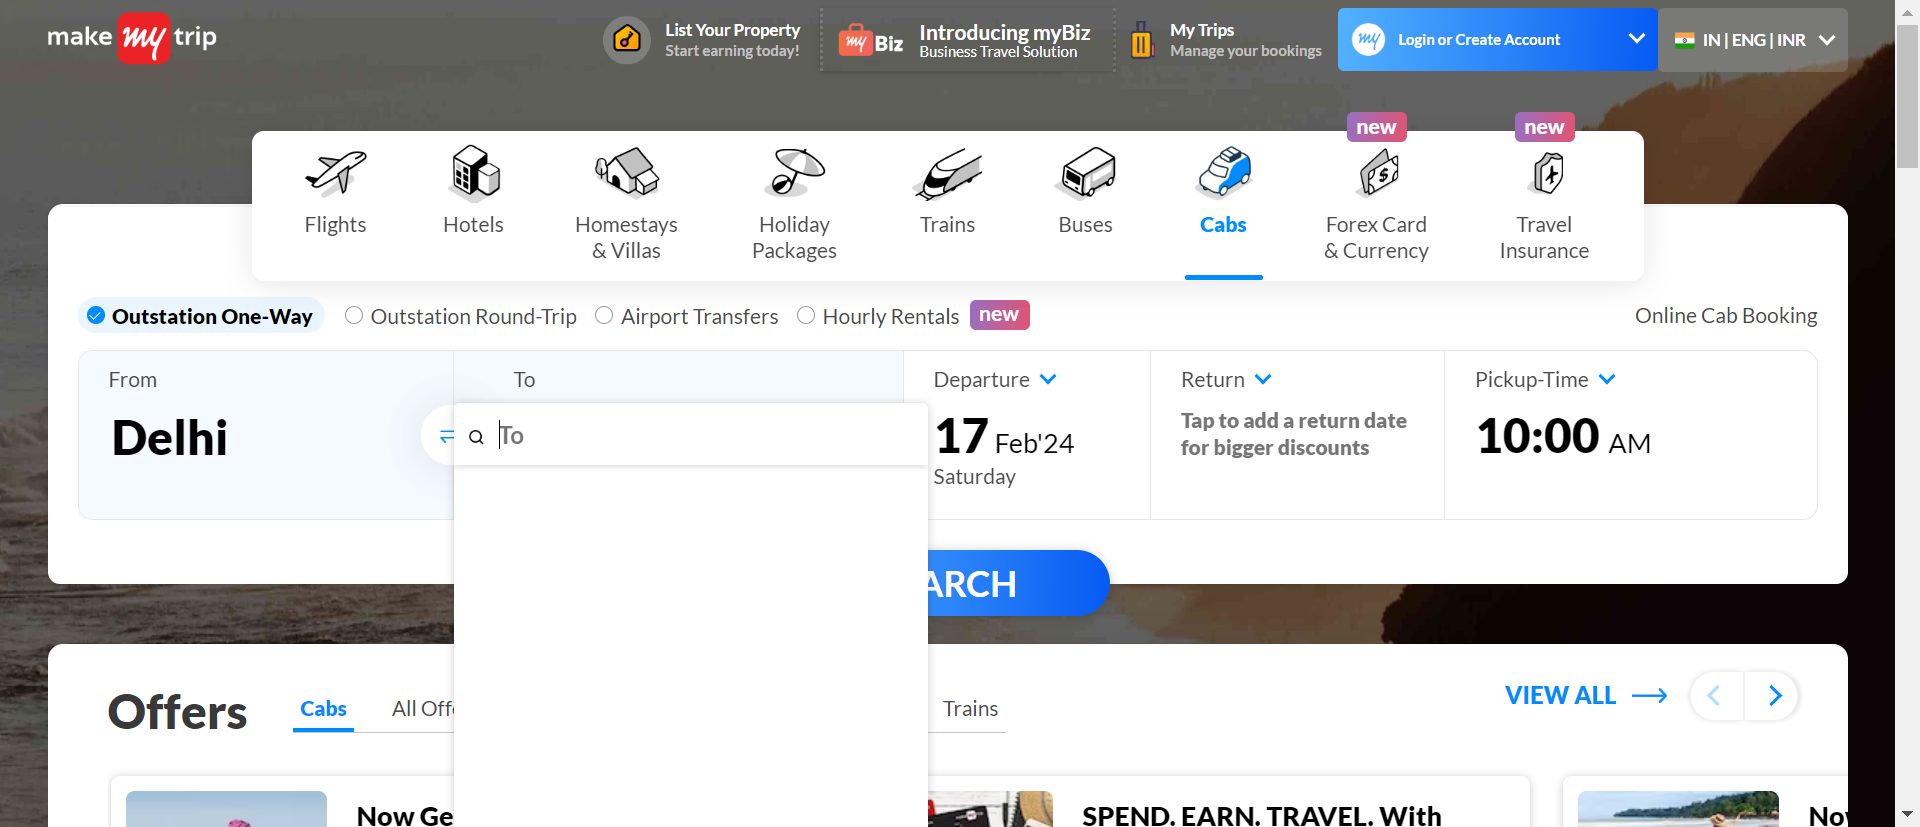 make my trip
List Your Property
Start earning today!
my Biz
Introducing myBiz
Business Travel Solution
My Trips
Manage your bookings
my Login or Create Account
IN | ENG | INR
new
new
Flights
Hotels
Homestays
& Villas
Holiday
Packages
Trains
Buses
Cabs
Forex Card
& Currency
Travel
Insurance
Outstation One-Way
Outstation Round-Trip
Airport Transfers
Hourly Rentals
new
Online Cab Booking
From
Delhi
To
To
Departure
17 Feb'24
Saturday
Return
Tap to add a return date
for bigger discounts
Pickup-Time
10:00 AM
ARCH
Offers
Cabs
All Off
Trains
VIEW ALL
Now Ge
SPEND. EARN. TRAVEL. With
Nov